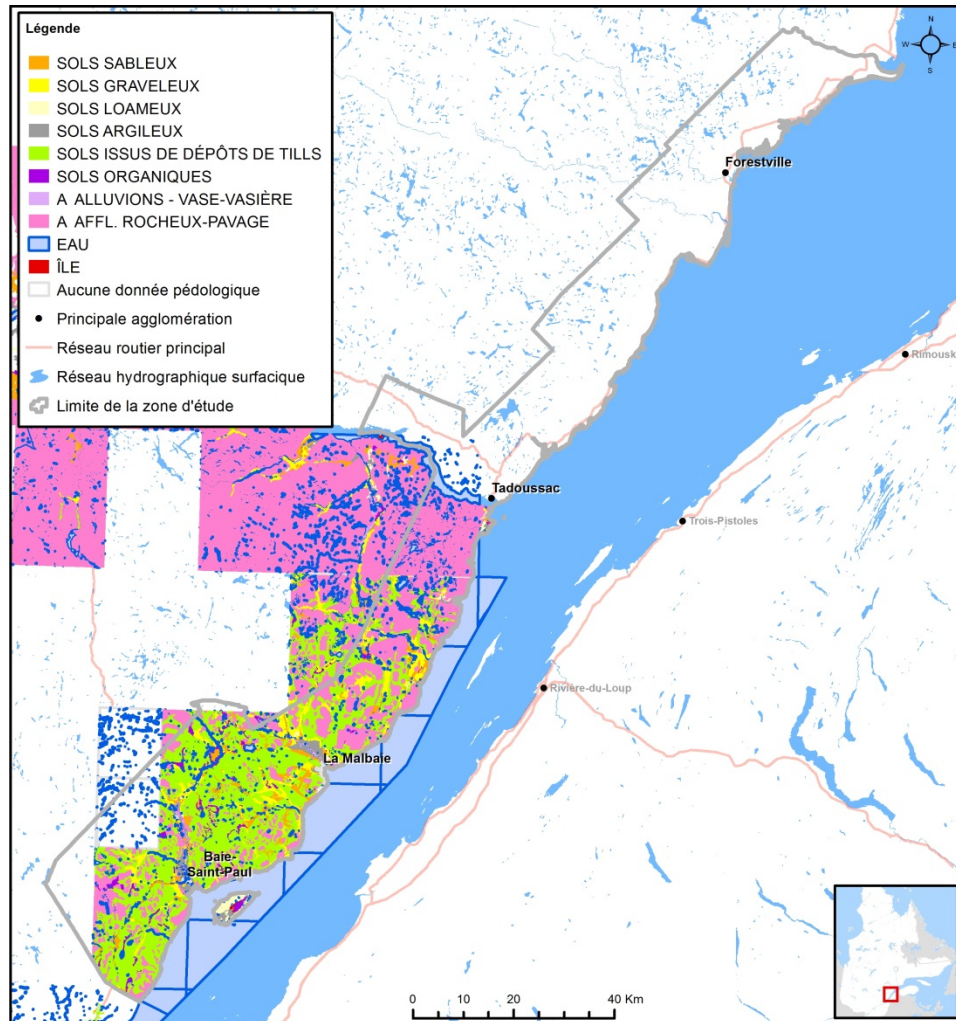 Légende
SOLS SABLEUX
SOLS GRAVELEUX
SOLS LOAMEUX
SOLS ARGILEUX
SOLS ISSUS DE DÉPÔTS DE TILLS
SOLS ORGANIQUES
A ALLUVIONS - VASE-VASIÈRE
A AFFL. ROCHEUX-PAVAGE
EAU
ÎLE
Aucune donnée pédologique
Principale agglomération
Réseau routier principal
Réseau hydrographique surfacique
Limite de la zone d'étude
N
W E
S
Forestville
Rimousk
Tadoussac
Trois-Pistoles
Rivière-du-Loup
La Malbaie
Baie-
Saint-Paul
0 10 20 40 Km